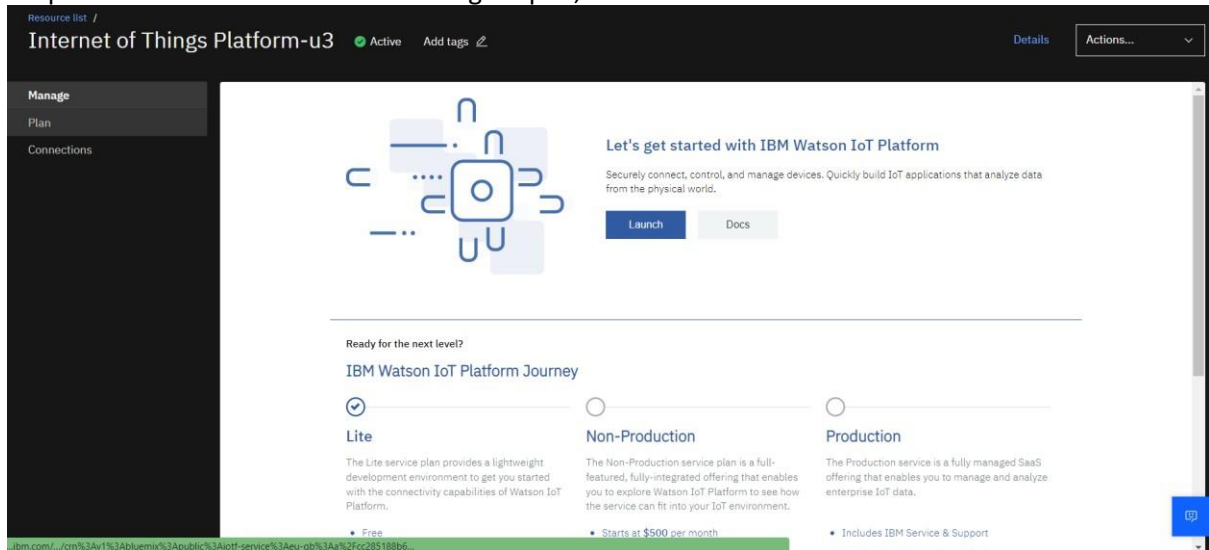 Resource list /
Internet of Things Platform-u3 Active Add tags Details Actions...
Manage
Plan
Connections
Let's get started with IBM Watson IoT Platform
Securely connect, control, and manage devices. Quickly build IoT applications that analyze data
from the physical world.
Launch Docs
Ready for the next level?
IBM Watson IoT Platform Journey
Lite
The Lite service plan provides a lightweight
development environment to get you started
with the connectivity capabilities of Watson IoT
Platform.
• Free
Non-Production
The Non-Production service plan is a full-
featured, fully-integrated offering that enables
you to explore Watson IoT Platform to see how
the service can fit into your IoT environment.
• Starts at $500 per month
Production
The Production service is a fully managed SaaS
offering that enables you to manage and analyze
enterprise IoT data.
• Includes IBM Service & Support